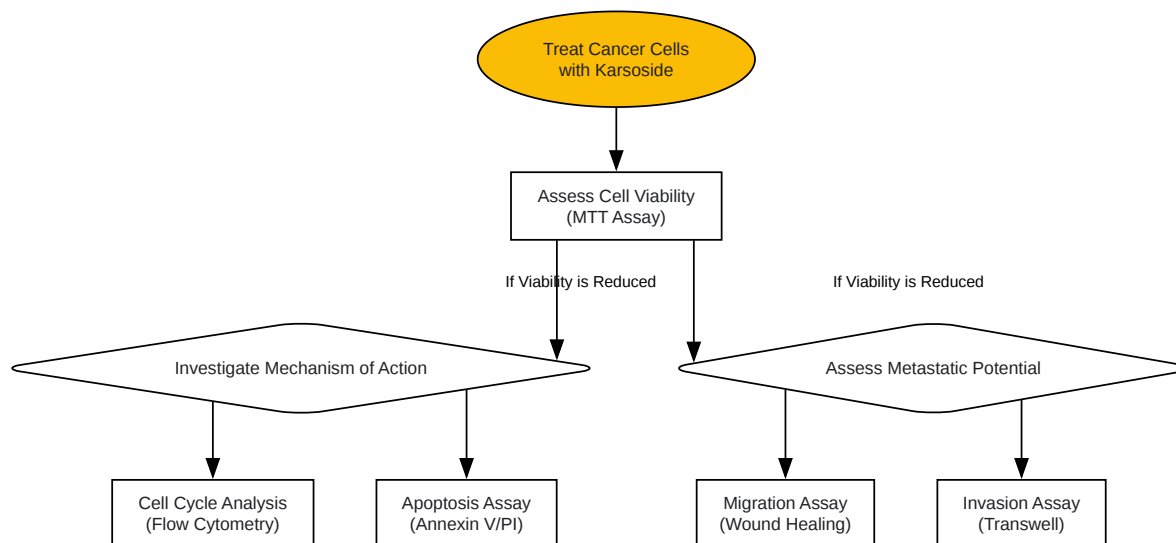 Treat Cancer Cells
with Karsoside
Assess Cell Viability
(MTT Assay)
If Viability is Reduced
If Viability is Reduced
Investigate Mechanism of Action
Assess Metastatic Potential
Cell Cycle Analysis
(Flow Cytometry)
Apoptosis Assay
(Annexin V/PI)
Migration Assay
(Wound Healing)
Invasion Assay
(Transwell)